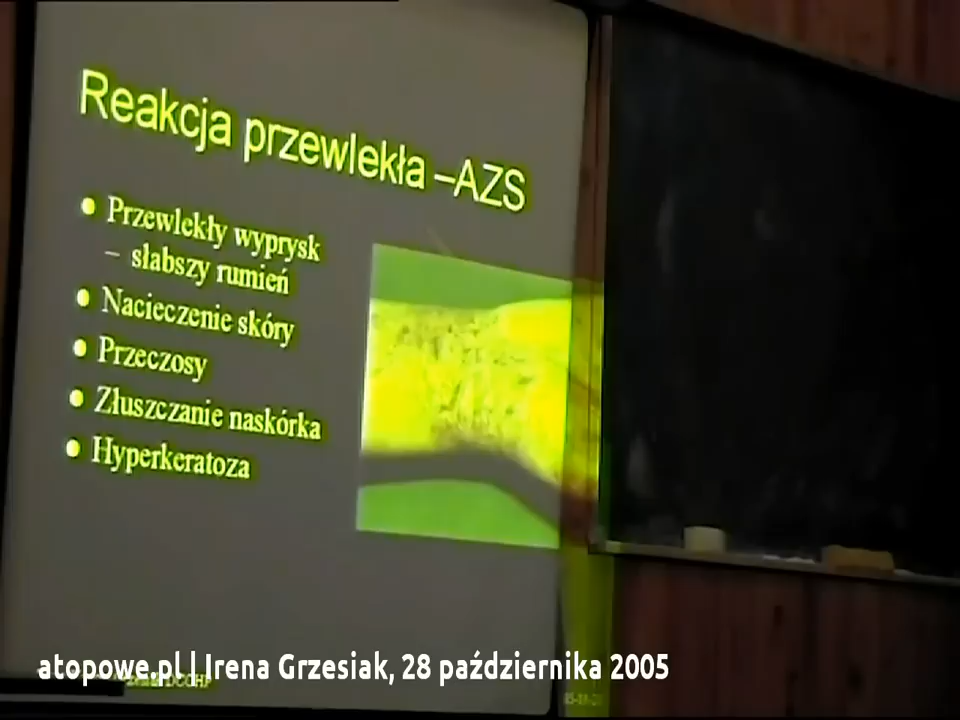 Reakcja przewlekła –AZS
● Przewlekły wyprysk
– słabszy rumień
● Nacieczenie skóry
● Przeczosy
● Złuszczanie naskórka
● Hyperkeratoza
atopowe.pl | Irena Grzesiak, 28 października 2005